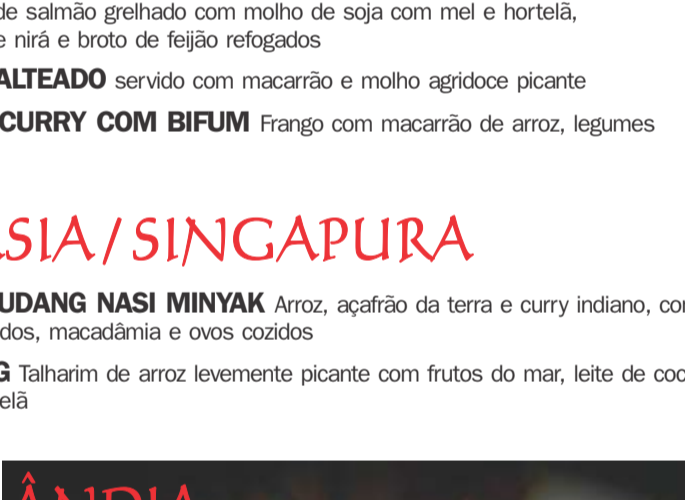 de salmão grelhado com molho de soja com mel e hortelã,
e nirá e broto de feijão refogados
ALTEADO servido com macarrão e molho agridoce picante
CURRY COM BIFUM Frango com macarrão de arroz, legumes
SIA / SINGAPURA
UDANG NASI MINYAK Arroz, açafrão da terra e curry indiano, con
dos, macadâmia e ovos cozidos
G Talharim de arroz levemente picante com frutos do mar, leite de coc
elã
ÂNDIA